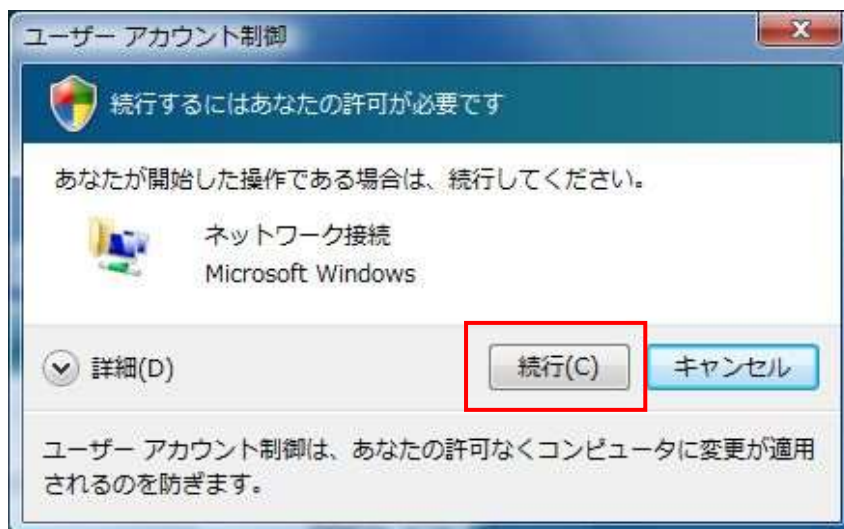 ユーザー アカウント制御
続行するにはあなたの許可が必要です
あなたが開始した操作である場合は、続行してください。
ネットワーク接続
Microsoft Windows
詳細(D)
続行(C)
キャンセル
ユーザー アカウント制御は、あなたの許可なくコンピュータに変更が適用
されるのを防ぎます。